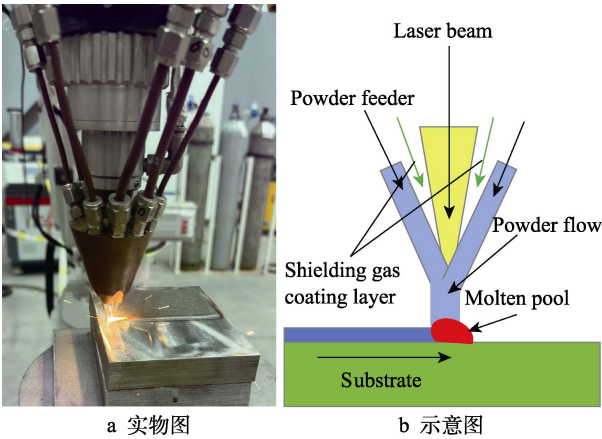 Laser beam
Powder feeder
Powder flow
Shielding gas
coating layer
Molten pool
Substrate
a 实物图
b 示意图